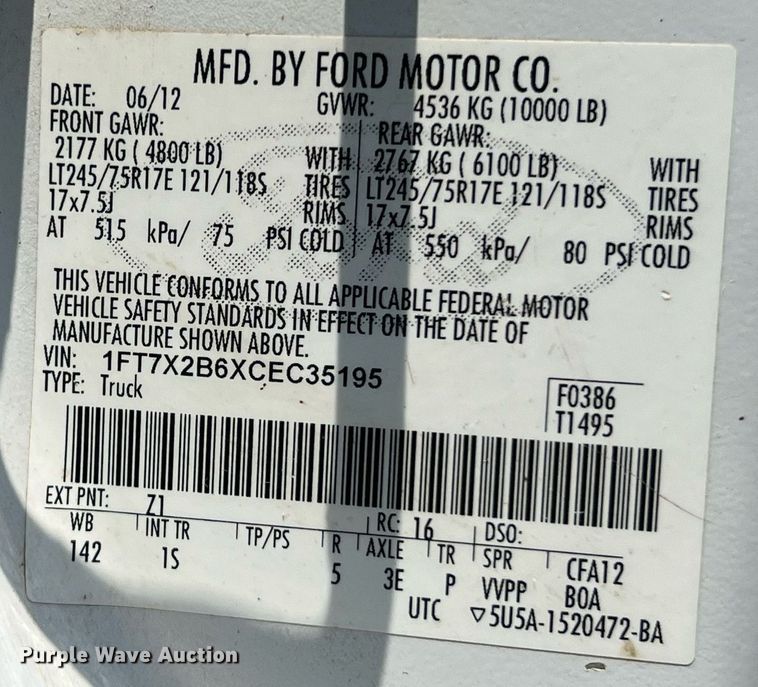 MFD. BY FORD MOTOR CO.
DATE: 06/12 GVWR: 4536 KG (10000 LB)
FRONT GAWR: REAR GAWR:
2177 KG ( 4800 LB) WITH 2767 KG ( 6100 LB) WITH
LT245/75R17E 121/118S TIRES LT245/75R17E 121/118S TIRES
17x7.5J RIMS 17x7.5J RIMS
AT 515 kPa/ 75 PSI COLD AT 550 kPa/ 80 PSI COLD
THIS VEHICLE CONFORMS TO ALL APPLICABLE FEDERAL MOTOR
VEHICLE SAFETY STANDARDS IN EFFECT ON THE DATE OF
MANUFACTURE SHOWN ABOVE.
VIN: 1FT7X2B6XCEC35195
TYPE: Truck
F0386
T1495
EXT PNT: Z1 RC: 16 DSO:
WB INT TR TP/PS R AXLE TR SPR CFA12
142 1S 5 3E P VVPP BOA
UTC ▽5U5A-1520472-BA
Purple Wave Auction